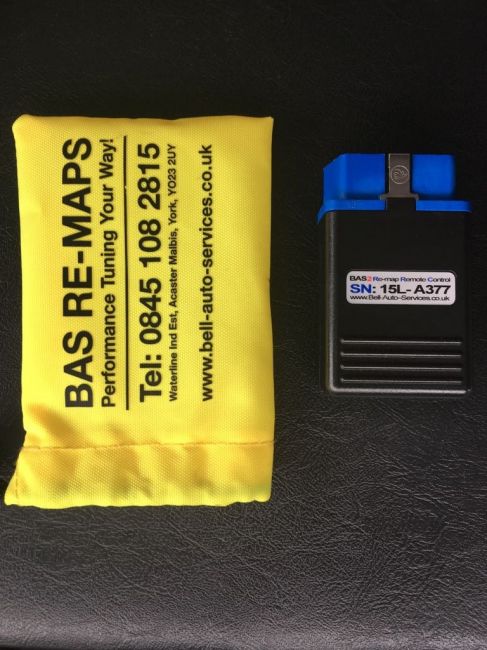 BAS RE-MAPS
Performance Tuning Your Way!
Tel: 0845 108 2815
Waterline Ind Est, Acaster Malbis, York, YO23 2UY
www.bell-auto-services.co.uk
BAS2 Re-map Remote Control
SN: 15L- A377
www.Bell-Auto-Services.co.uk